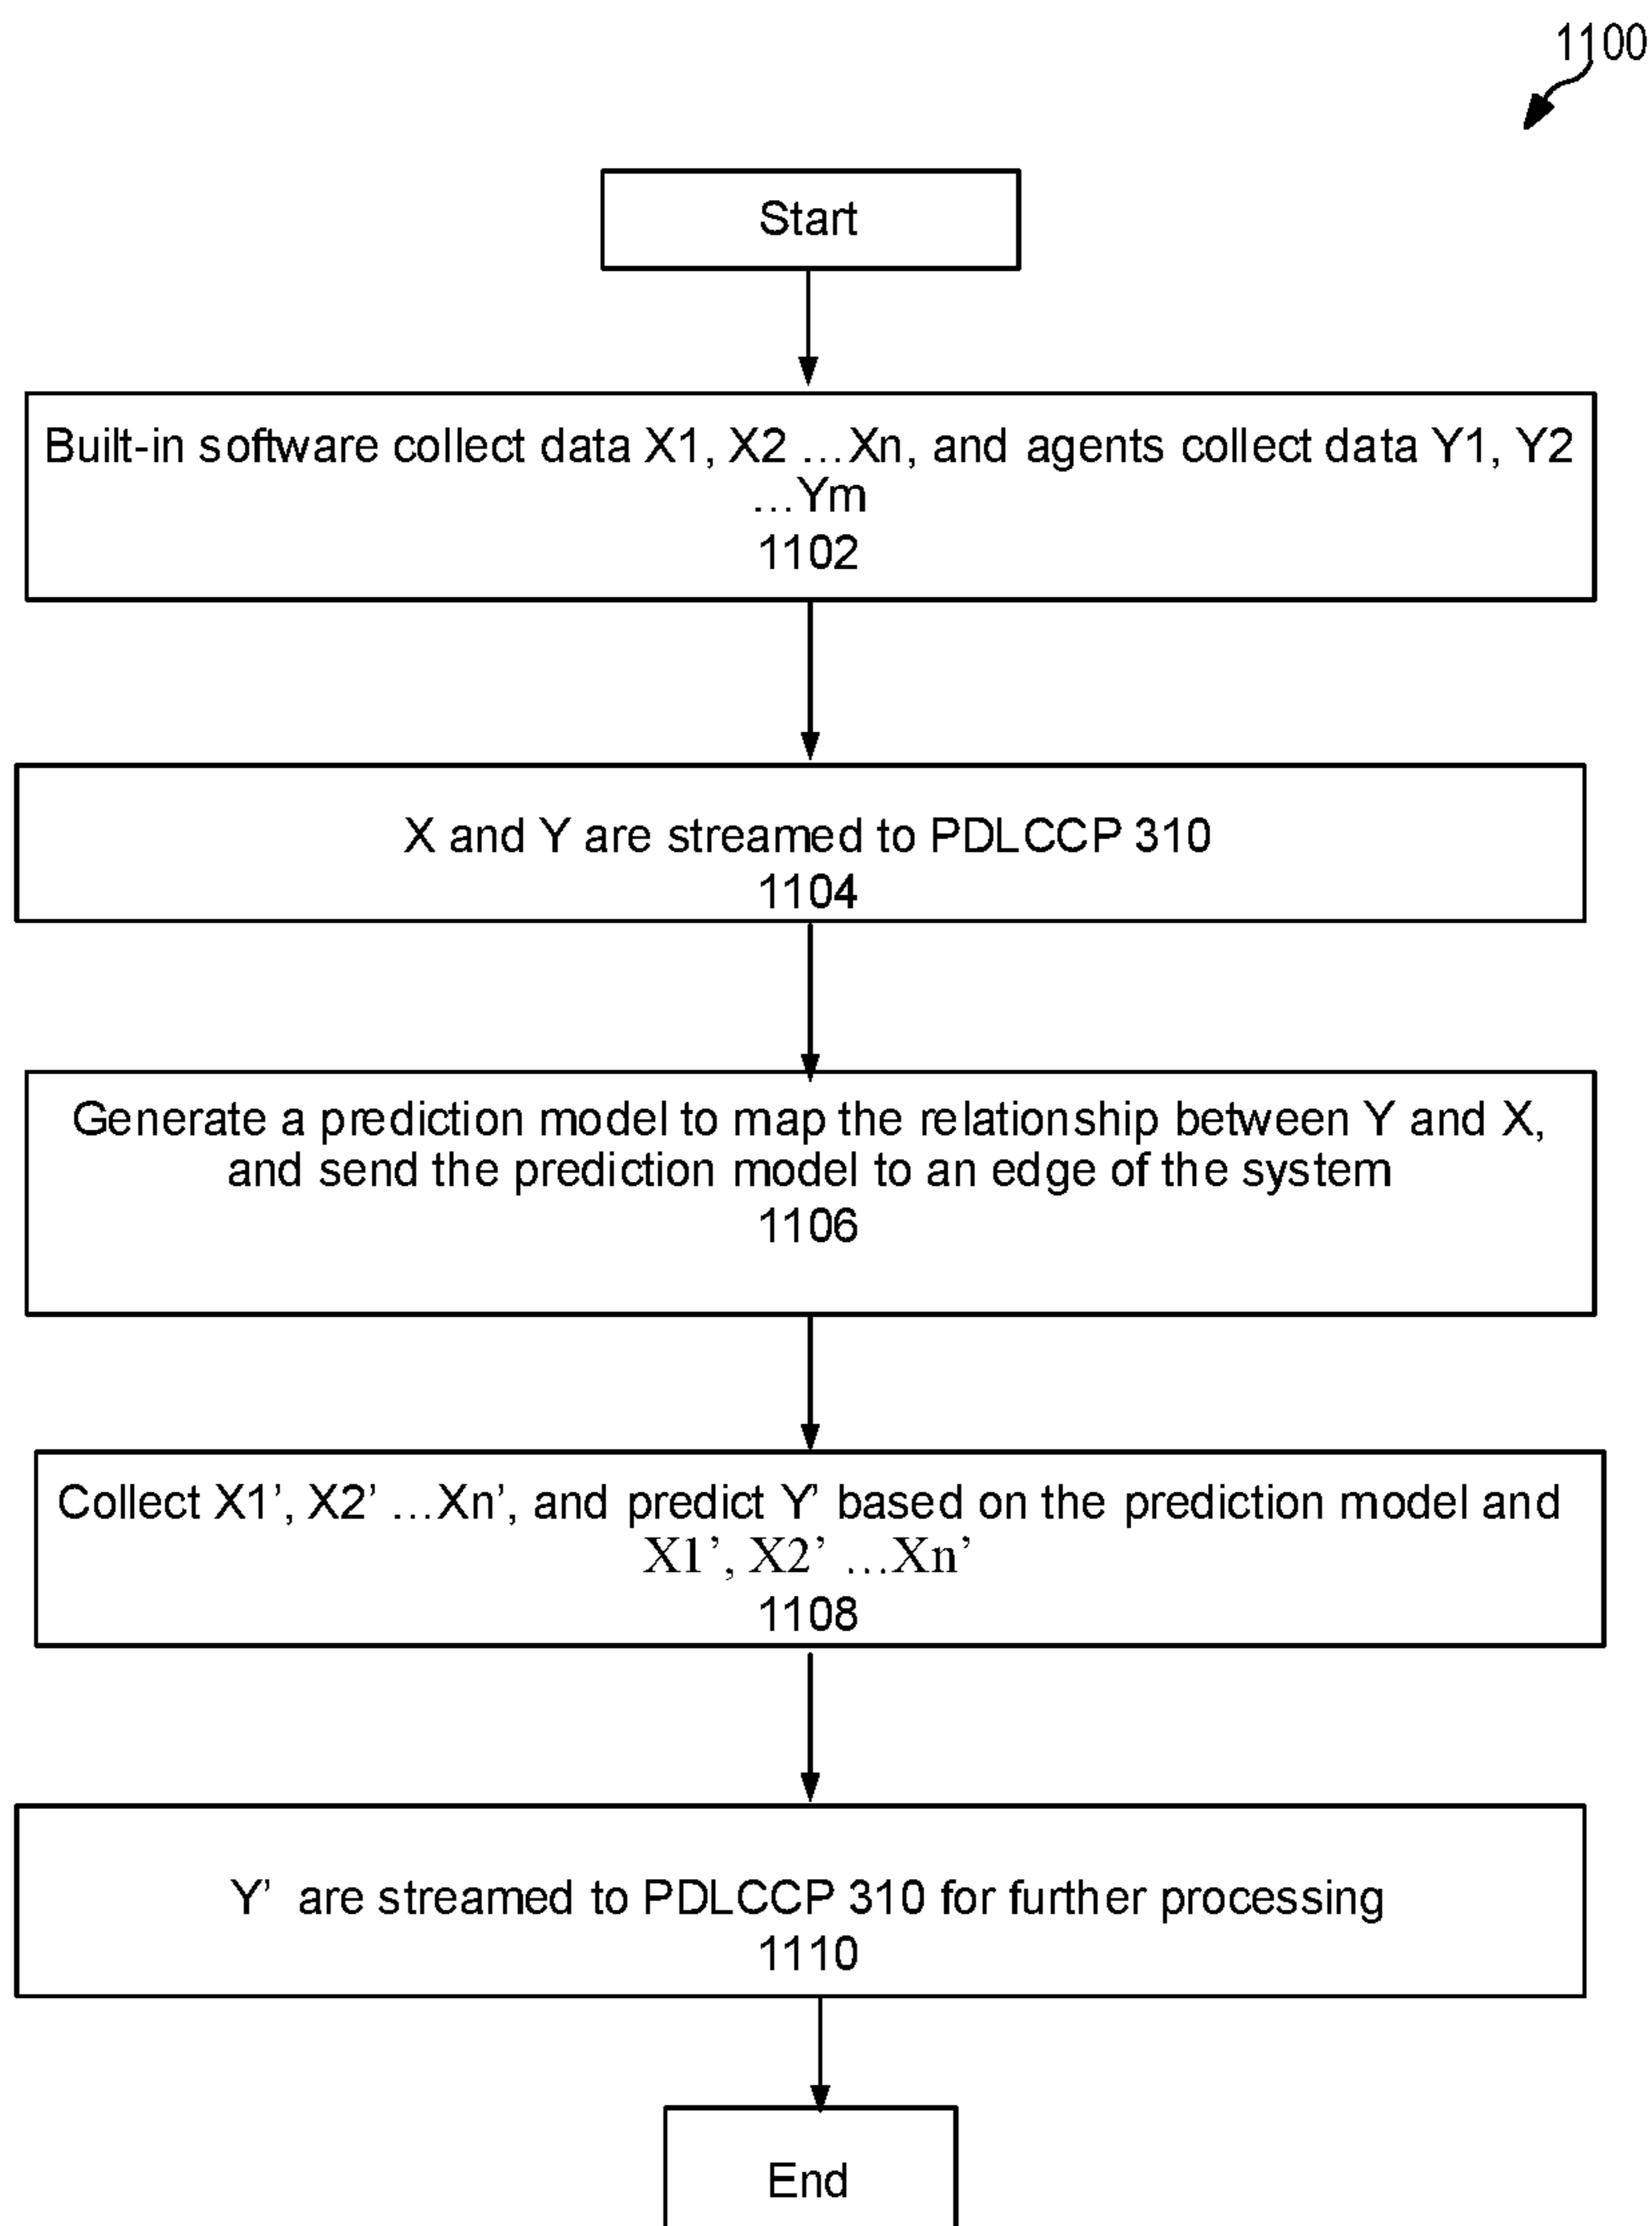 1100
Start
Built-in software collect data X1, X2 ...Xn, and agents collect data Y1, Y2
...Ym
1102
X and Y are streamed to PDLCCP 310
1104
Generate a prediction model to map the relationship between Y and X,
and send the prediction model to an edge of the system
1106
Collect X1’, X2’ ...Xn’, and predict Y’ based on the prediction model and
X1’, X2’ ...Xn’
1108
Y’ are streamed to PDLCCP 310 for further processing
1110
End